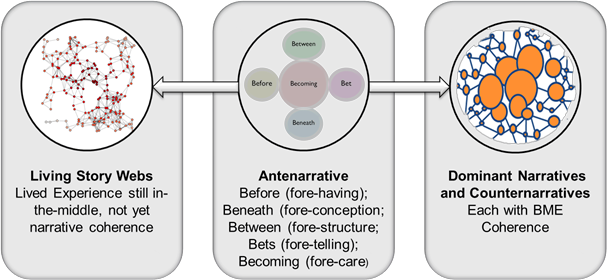 Between
Before
Becoming
Bet
Beneath
Living Story Webs
Lived Experience still in-
the-middle, not yet
narrative coherence
Antenarrative
Before (fore-having);
Beneath (fore-conception;
Between (fore-structure;
Bets (fore-telling);
Becoming (fore-care)
Dominant Narratives
and Counternarratives
Each with BME
Coherence